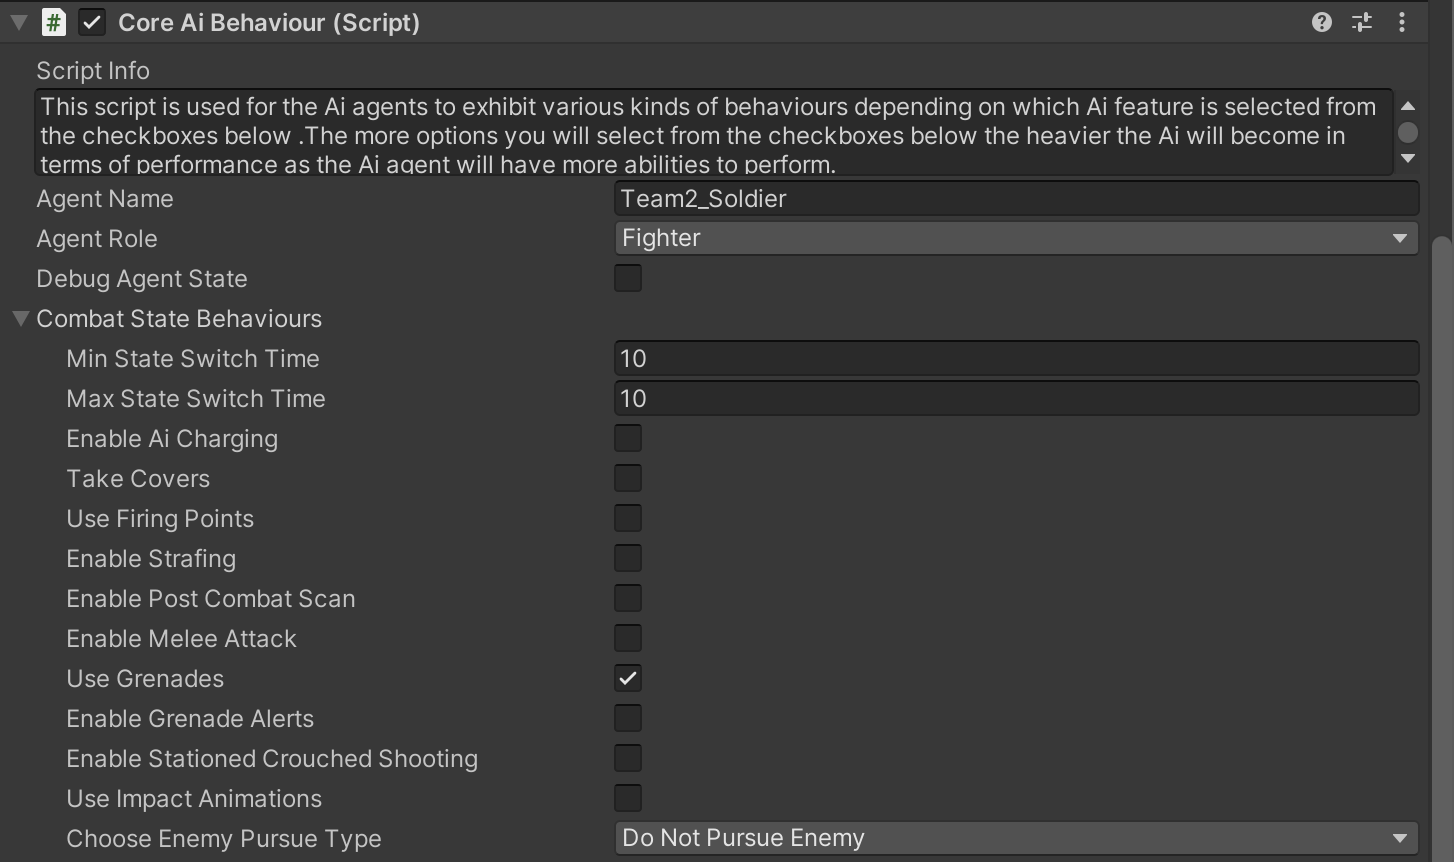 Core Ai Behaviour (Script)
Script Info
This script is used for the Ai agents to exhibit various kinds of behaviours depending on which Ai feature is selected from
the checkboxes below .The more options you will select from the checkboxes below the heavier the Ai will become in
terms of performance as the Ai agent will have more abilities to perform.
Agent Name Team2_Soldier
Agent Role Fighter
Debug Agent State
Combat State Behaviours
Min State Switch Time 10
Max State Switch Time 10
Enable Ai Charging
Take Covers
Use Firing Points
Enable Strafing
Enable Post Combat Scan
Enable Melee Attack
Use Grenades
Enable Grenade Alerts
Enable Stationed Crouched Shooting
Use Impact Animations
Choose Enemy Pursue Type Do Not Pursue Enemy